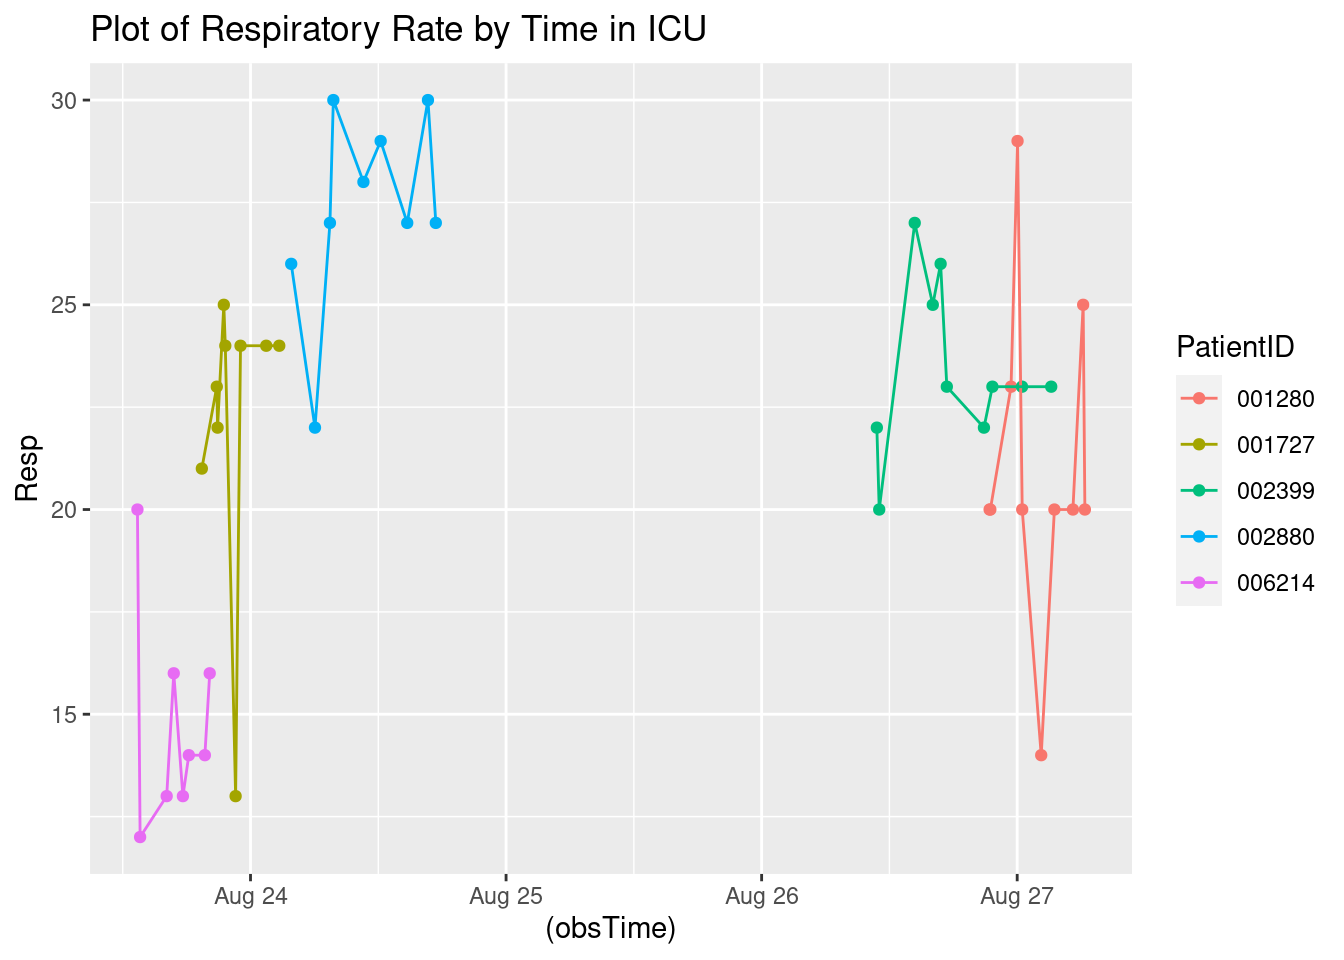 Plot of Respiratory Rate by Time in ICU
30
25
20
15
Resp
Aug 24 Aug 25 Aug 26 Aug 27
(obsTime)
PatientID
001280
001727
002399
002880
006214